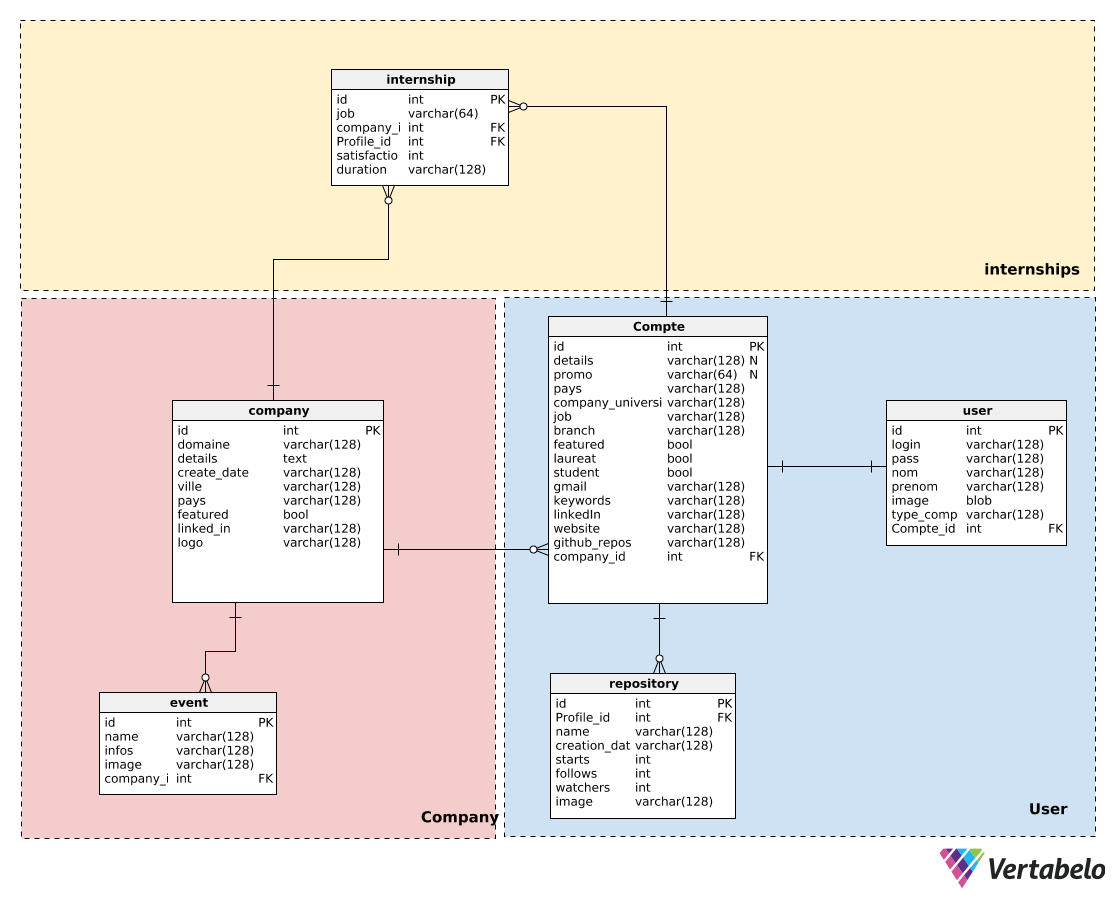 internship
id int PK
job varchar(64)
company_i int FK
Profile_id int FK
satisfactio int
duration varchar(128)
internships
Compte
id int PK
details varchar(128) N
promo varchar(64) N
pays varchar(128)
company_universi varchar(128)
job varchar(128)
branch varchar(128)
featured bool
laureat bool
student bool
gmail varchar(128)
keywords varchar(128)
linkedIn varchar(128)
website varchar(128)
github_repos varchar(128)
company_id int FK
company
id int PK
domaine varchar(128)
details text
create_date varchar(128)
ville varchar(128)
pays varchar(128)
featured bool
linked_in varchar(128)
logo varchar(128)
user
id int PK
login varchar(128)
pass varchar(128)
nom varchar(128)
prenom varchar(128)
image blob
type_comp varchar(128)
Compte_id int FK
event
id int PK
name varchar(128)
infos varchar(128)
image varchar(128)
company_i int FK
Company
repository
id int PK
Profile_id int FK
name varchar(128)
creation_dat varchar(128)
starts int
follows int
watchers int
image varchar(128)
User
Vertabelo